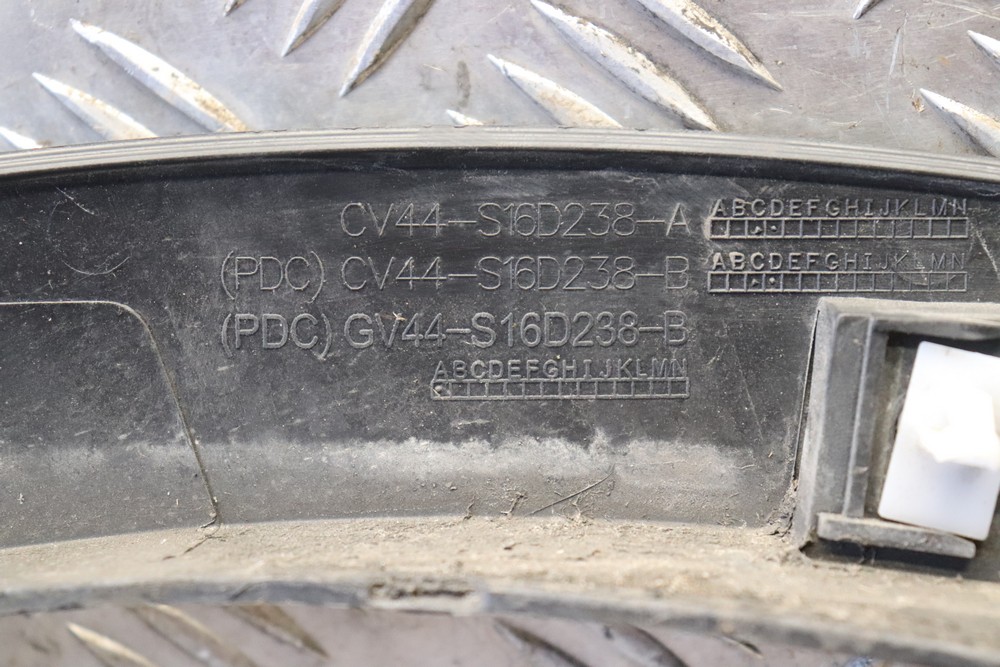 CV44-S16D238-A ABCDEFGHIJKLMN
(PDC) CV44-S16D238-B ABCDEFGHIJKLMN
(PDC) GV44-S16D238-B
ABCDEFGHIJKLMN